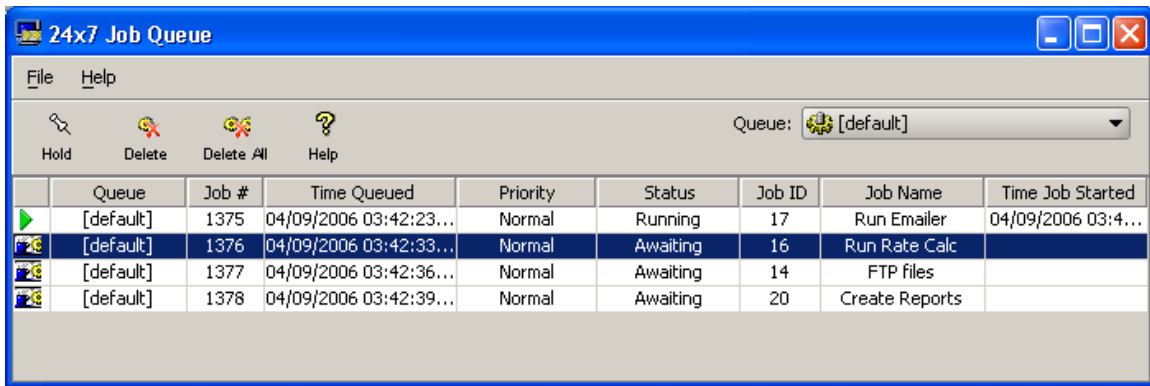 24x7 Job Queue
File Help
Queue: [default]
Hold Delete Delete All Help
Queue Job # Time Queued Priority Status Job ID Job Name Time Job Started
[default] 1375 04/09/2006 03:42:23... Normal Running 17 Run Emailer 04/09/2006 03:4...
[default] 1376 04/09/2006 03:42:33... Normal Awaiting 16 Run Rate Calc
[default] 1377 04/09/2006 03:42:36... Normal Awaiting 14 FTP files
[default] 1378 04/09/2006 03:42:39... Normal Awaiting 20 Create Reports